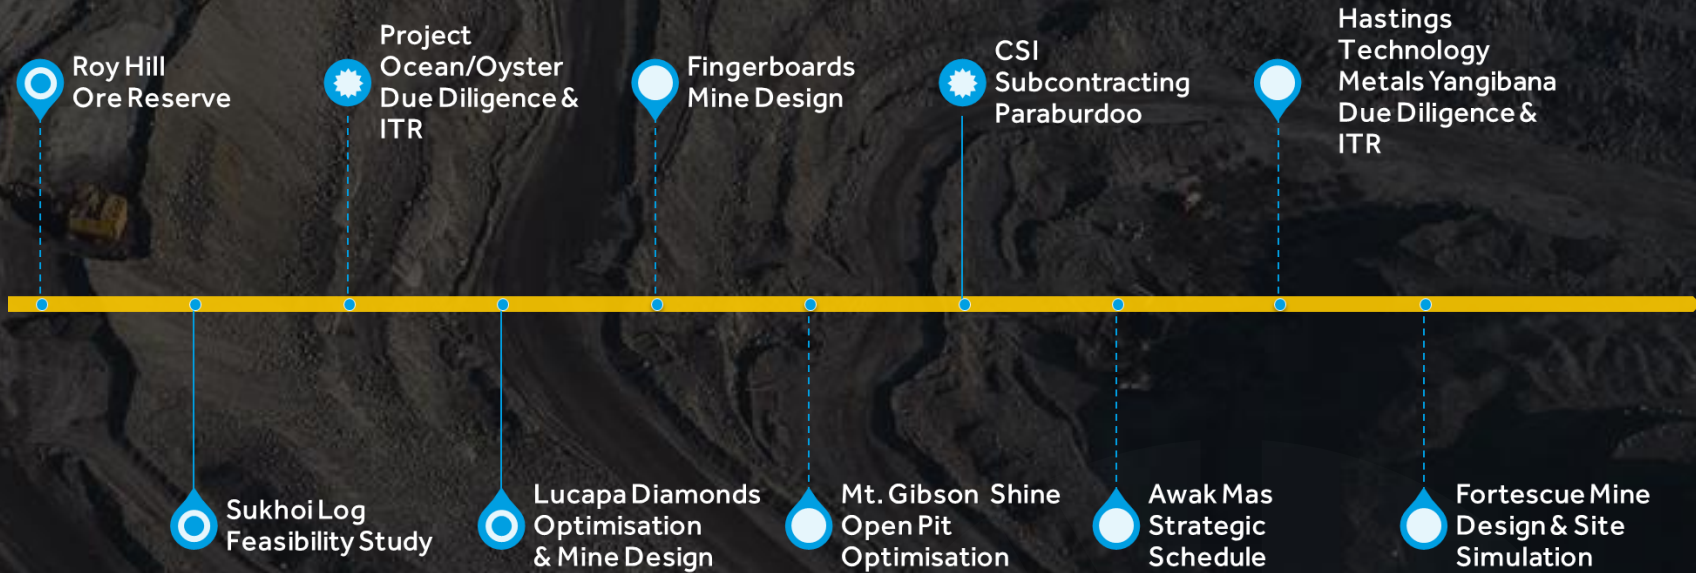 Roy Hill
Ore Reserve
Project
Ocean/Oyster
Due Diligence &
ITR
Fingerboards
Mine Design
CSI
Subcontracting
Paraburdoo
Hastings
Technology
Metals Yangibana
Due Diligence &
ITR
Sukhoi Log
Feasibility Study
Lucapa Diamonds
Optimisation
& Mine Design
Mt. Gibson Shine
Open Pit
Optimisation
Awak Mas
Strategic
Schedule
Fortescue Mine
Design & Site
Simulation